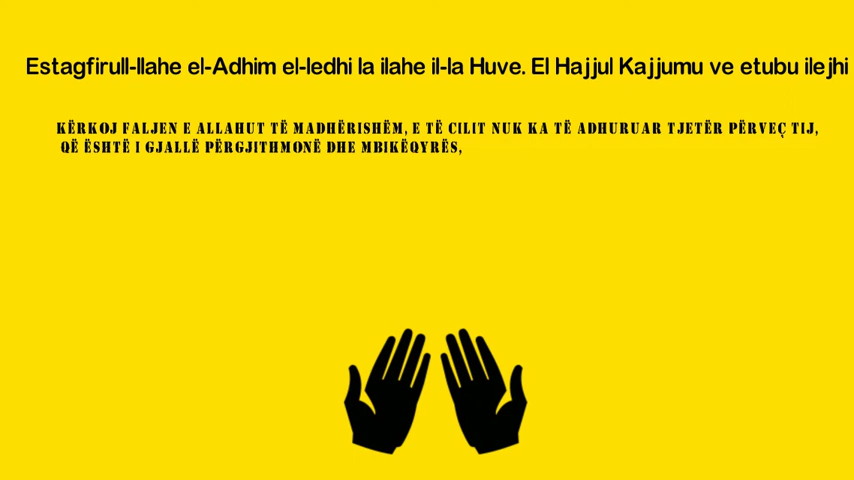 Estagfirull-llahe el-Adhim el-ledhi la ilahe il-la Huve. El Hajjul Kajjumu ve etubu ilejhi
KËRKOJ FALJEN E ALLAHUT TË MADHËRISHËM, E TË CILIT NUK KA TË ADHURUAR TJETËR PËRVEÇ TIJ,
QË ËSHTË I GJALLË PËRGJITHMONË DHE MBIKËQYRËS,